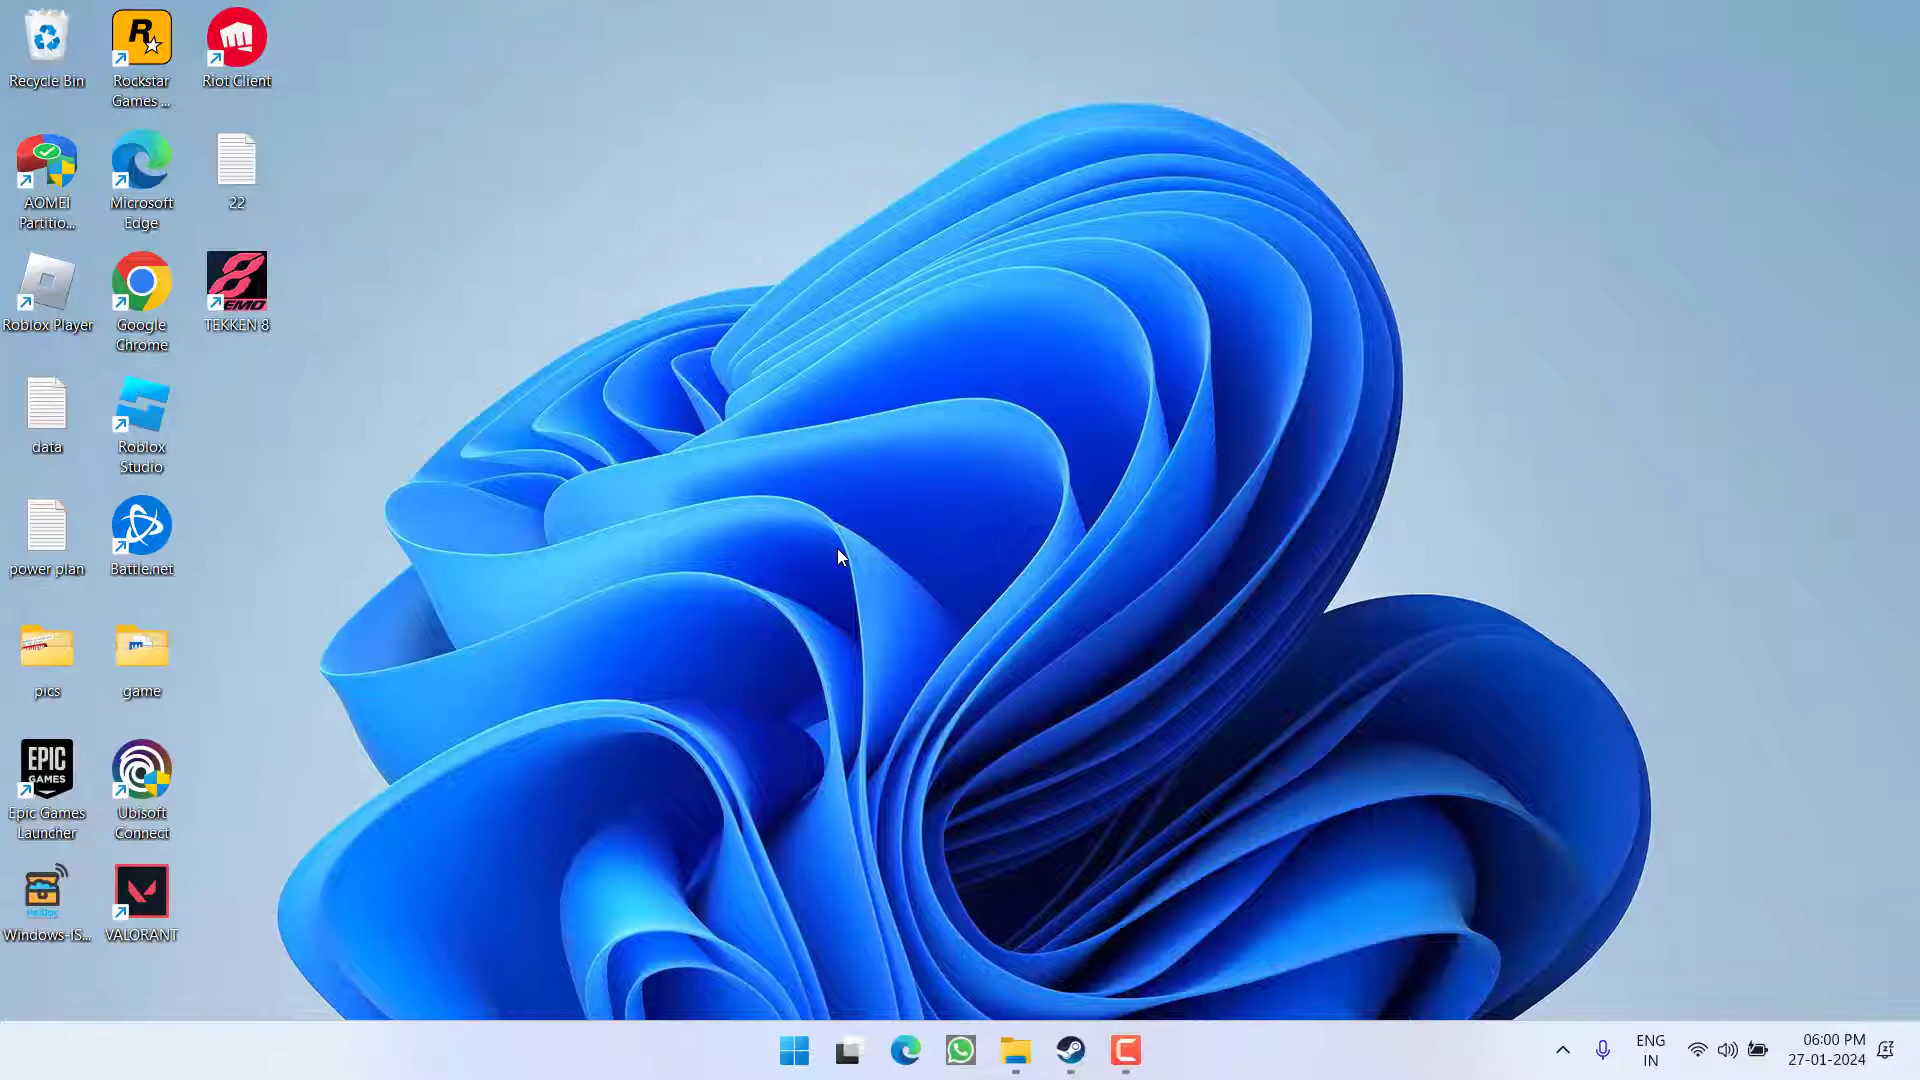 Recycle Bin
Rockstar
Games ...
Riot Client
AOMEI
Partitio...
Microsoft
Edge
22
Roblox Player
Google
Chrome
EMO
TEKKEN 8
data
Roblox
Studio
power plan
Battle.net
pics
game
EPIC
GAMES
Epic Games
Launcher
Ubisoft
Connect
Windows-IS...
VALORANT
ENG
IN
06:00 PM
27-01-2024